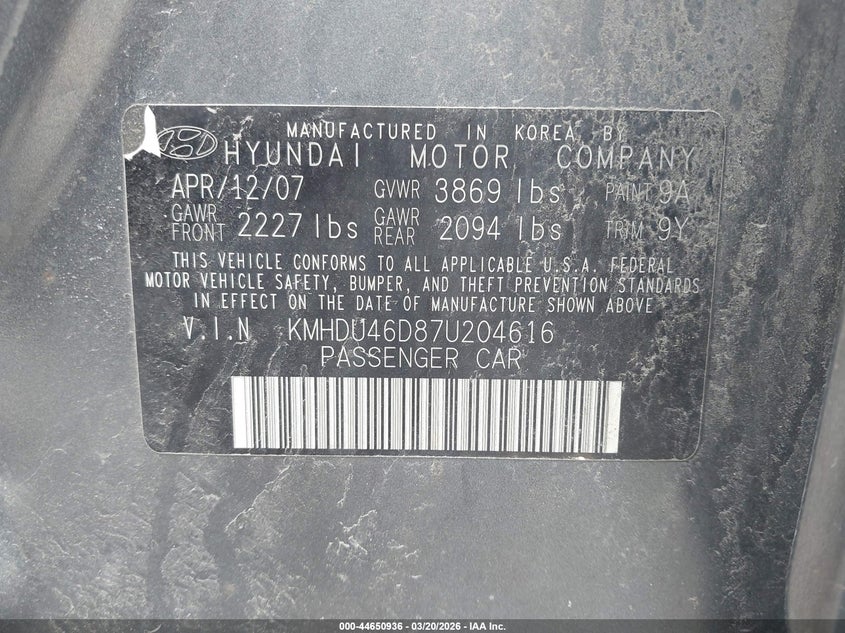 MANUFACTURED IN KOREA BY
HYUNDAI MOTOR COMPANY
APR/12/07 GVWR 3869 lbs PAINT 9A
GAWR FRONT 2227 lbs GAWR REAR 2094 lbs TRIM 9Y
THIS VEHICLE CONFORMS TO ALL APPLICABLE U.S.A. FEDERAL
MOTOR VEHICLE SAFETY, BUMPER, AND THEFT PREVENTION STANDARDS
IN EFFECT ON THE DATE OF MANUFACTURE SHOWN ABOVE
V.I.N KMHDU46D87U204616
PASSENGER CAR
000-44650936 - 03/20/2026 - IAA Inc.